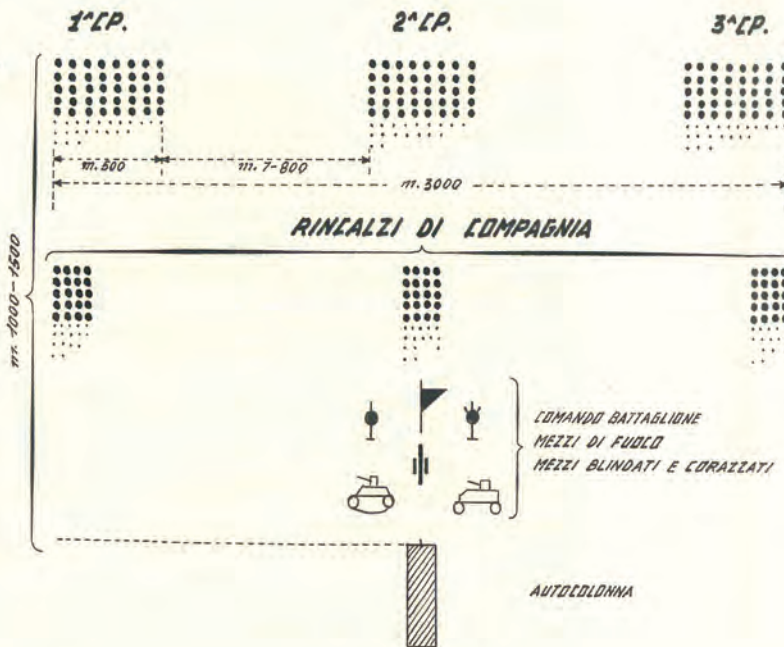 1^CP.
2^CP.
3^CP.
m. 500
m. 7-800
m. 3000
RINCALZI DI COMPAGNIA
m. 1000-1500
COMANDO BATTAGLIONE
MEZZI DI FUOCO
MEZZI BLINDATI E CORAZZATI
AUTOCOLONNA